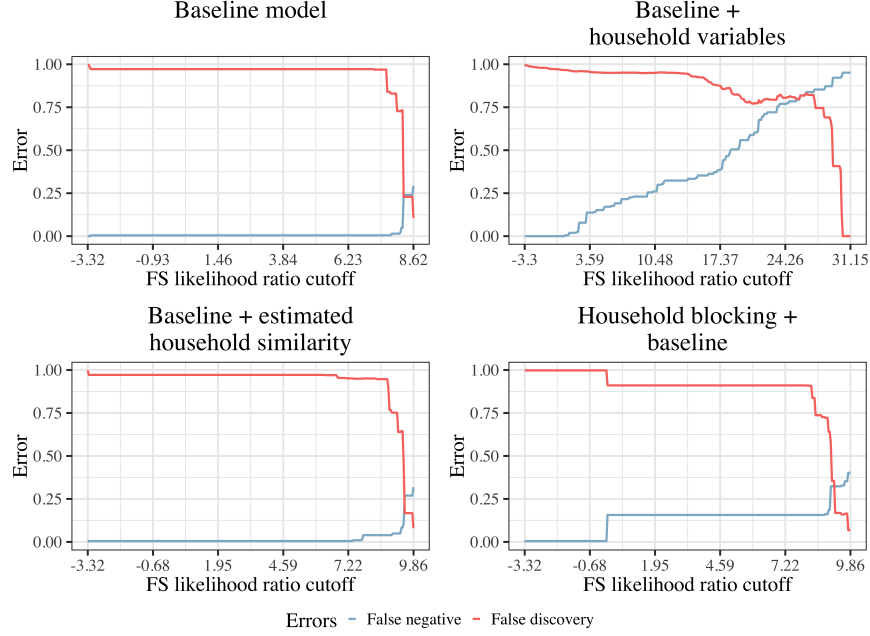 Baseline model
Error
1.00
0.75
0.50
0.25
0.00
-3.32 -0.93 1.46 3.84 6.23 8.62
FS likelihood ratio cutoff
Baseline +
household variables
Error
1.00
0.75
0.50
0.25
0.00
-3.3 3.59 10.48 17.37 24.26 31.15
FS likelihood ratio cutoff
Baseline + estimated
household similarity
Error
1.00
0.75
0.50
0.25
0.00
-3.32 -0.68 1.95 4.59 7.22 9.86
FS likelihood ratio cutoff
Household blocking +
baseline
Error
1.00
0.75
0.50
0.25
0.00
-3.32 -0.68 1.95 4.59 7.22 9.86
FS likelihood ratio cutoff
Errors False negative False discovery